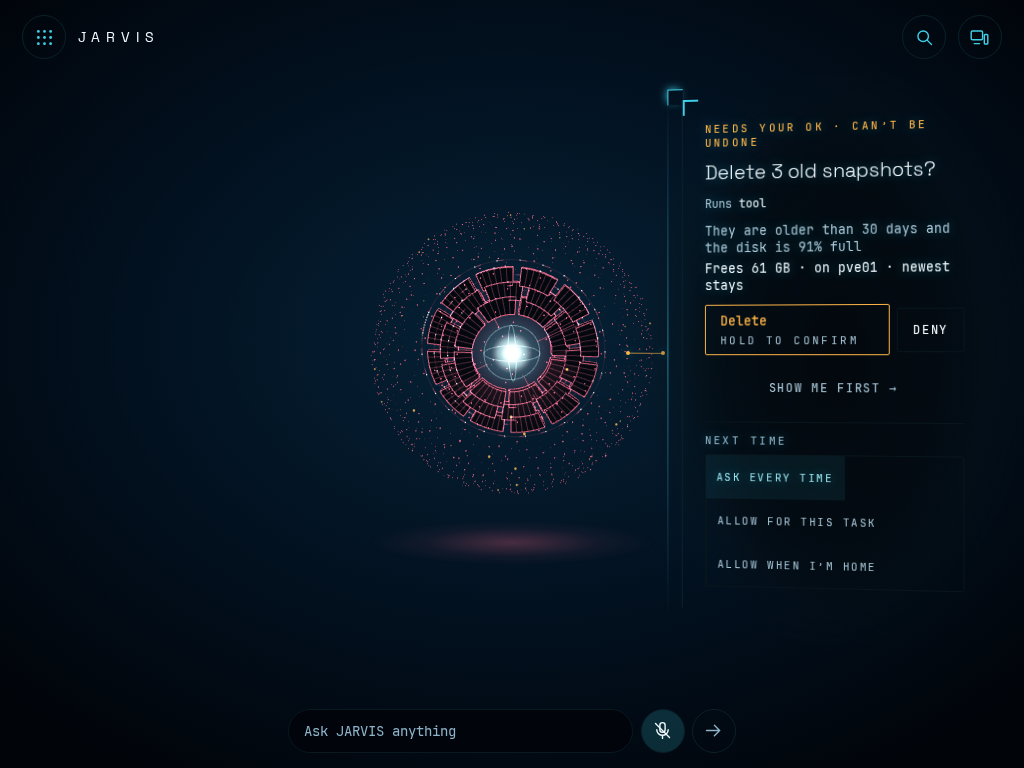 JARVIS
NEEDS YOUR OK · CAN'T BE
UNDONE
Delete 3 old snapshots?
Runs tool
They are older than 30 days and
the disk is 91% full
Frees 61 GB · on pve01 · newest
stays
Delete
HOLD TO CONFIRM
DENY
SHOW ME FIRST →
NEXT TIME
ASK EVERY TIME
ALLOW FOR THIS TASK
ALLOW WHEN I'M HOME
Ask JARVIS anything